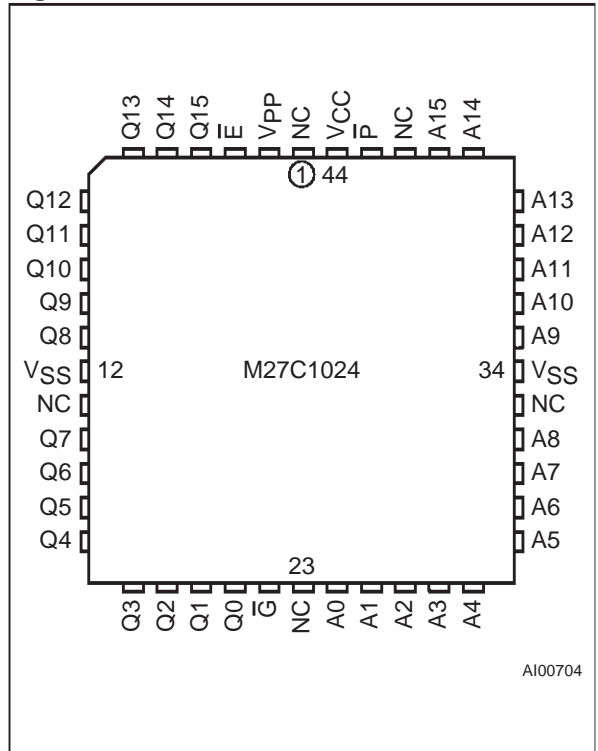 Q13 Q14 Q15 E VPP NC VCC P NC A15 A14
1 44
Q12 A13
Q11 A12
Q10 A11
Q9 A10
Q8 A9
VSS 12 M27C1024 34 VSS
NC NC
Q7 A8
Q6 A7
Q5 A6
Q4 A5
23
Q3 Q2 Q1 Q0 G NC A0 A1 A2 A3 A4
AI00704